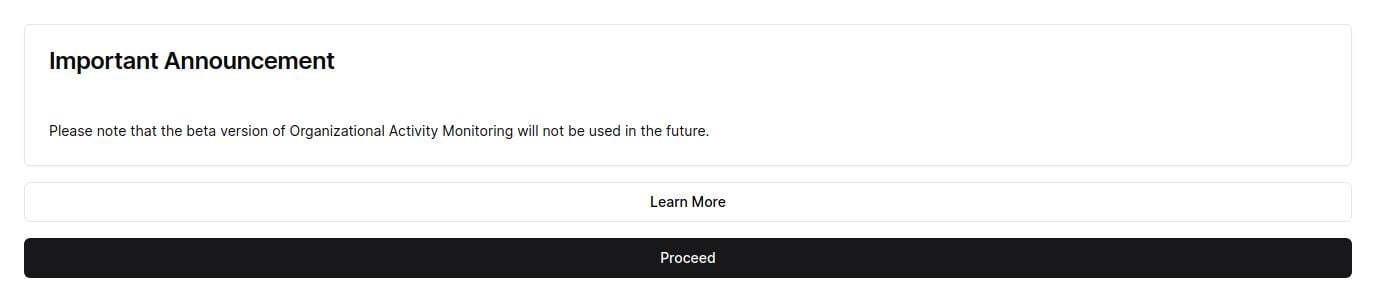 Important Announcement
Please note that the beta version of Organizational Activity Monitoring will not be used in the future.
Learn More
Proceed